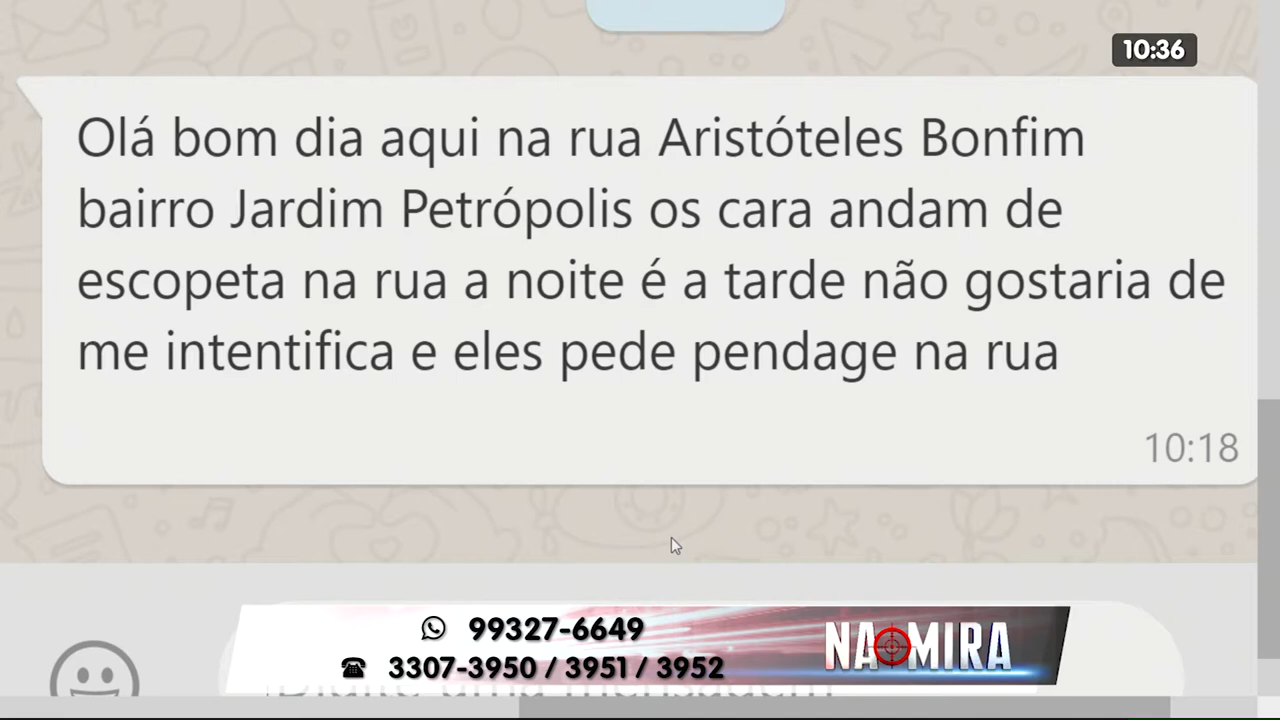 10:36
Olá bom dia aqui na rua Aristóteles Bonfim
bairro Jardim Petrópolis os cara andam de
escopeta na rua a noite é a tarde não gostaria de
me intentifica e eles pede pendage na rua
10:18
99327-6649
3307-3950 / 3951 / 3952
NA MIRA